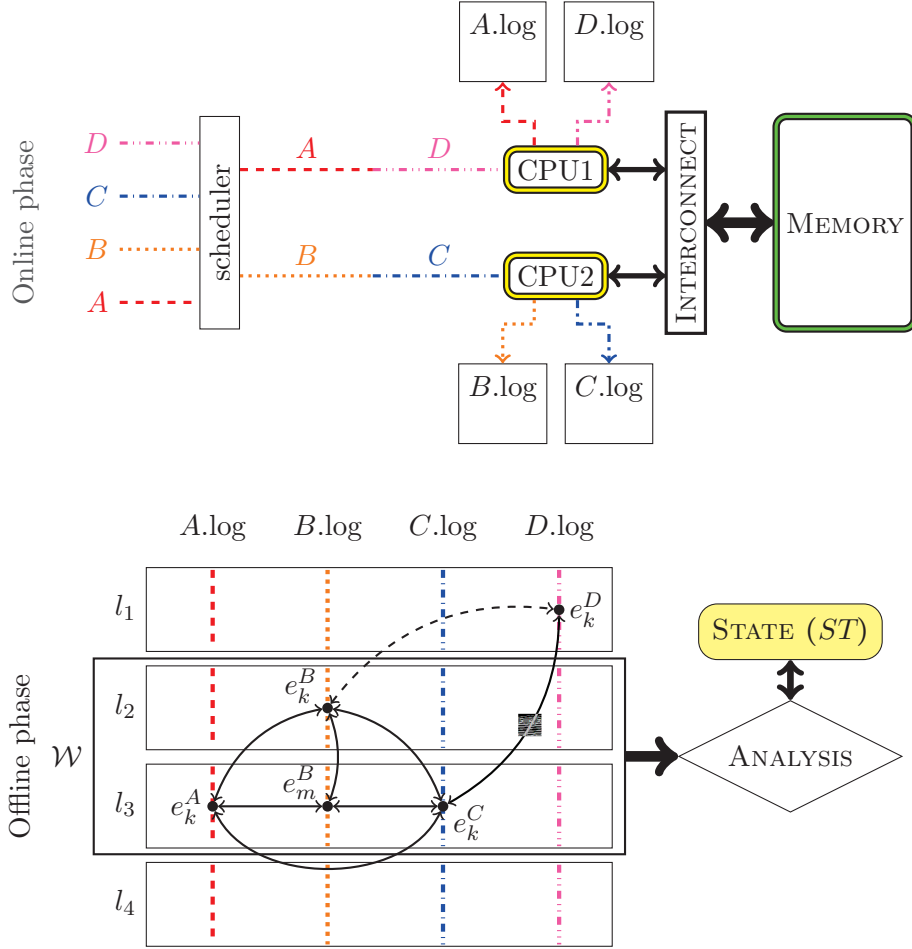 A.log
D.log
Online phase
D
C
B
A
scheduler
A
D
B
C
CPU1
CPU2
INTERCONNECT
MEMORY
B.log
C.log
Offline phase
A.log
B.log
C.log
D.log
l₁
e_k^D
STATE (ST)
W
l₂
e_k^B
ANALYSIS
l₃
e_k^A
e_m^B
e_k^C
l₄